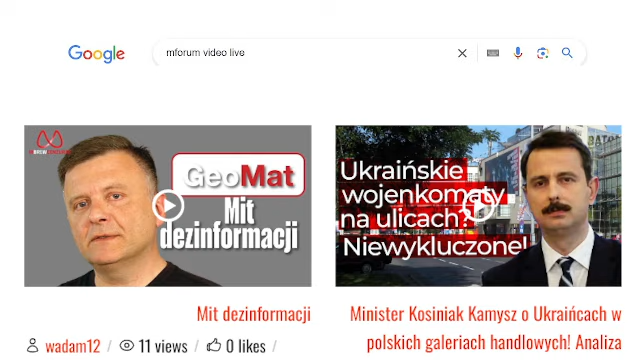 Google
mforum video live
GeoMat
Mit
dezinformacji
Ukraińskie
wojenkomaty
na ulicach?
Niewykluczone!
Mit dezinformacji
wadam12 / 11 views / 0 likes /
Minister Kosiniak Kamysz o Ukraińcach w
polskich galeriach handlowych! Analiza